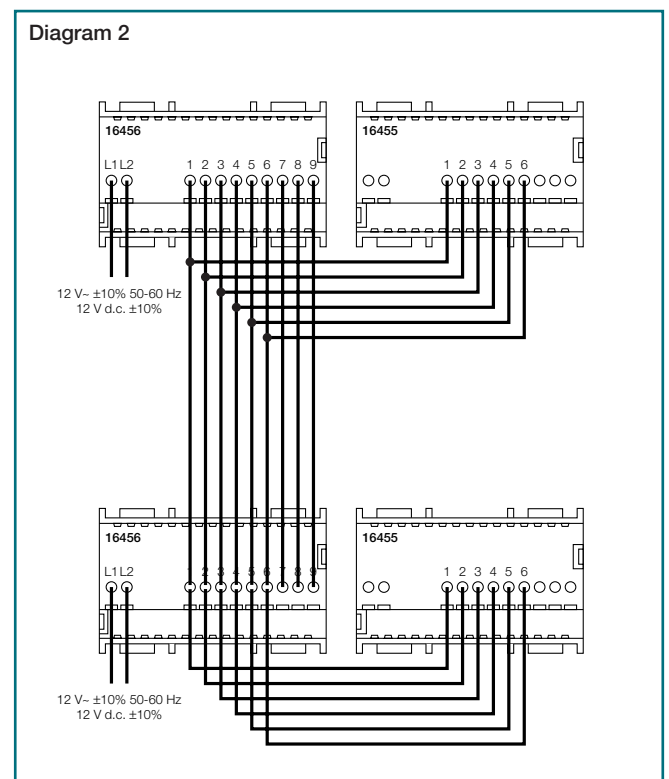 Diagram 2
16456
16455
L1 L2
1 2 3 4 5 6 7 8 9
1 2 3 4 5 6
12 V~ ±10% 50-60 Hz
12 V d.c. ±10%
16456
16455
L1 L2
1 2 3 4 5 6 7 8 9
1 2 3 4 5 6
12 V~ ±10% 50-60 Hz
12 V d.c. ±10%